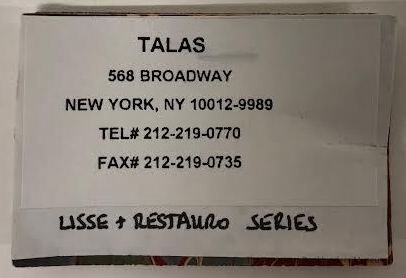 TALAS
568 BROADWAY
NEW YORK, NY 10012-9989
TEL# 212-219-0770
FAX# 212-219-0735
LISSE + RESTAURO SERIES